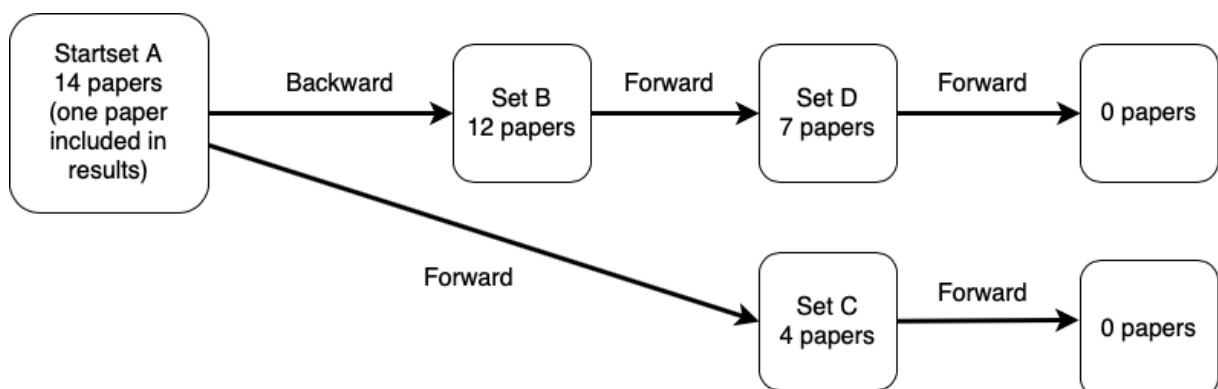 Startset A
14 papers
(one paper
included in
results)
Backward
Set B
12 papers
Forward
Set D
7 papers
Forward
0 papers
Forward
Set C
4 papers
Forward
0 papers